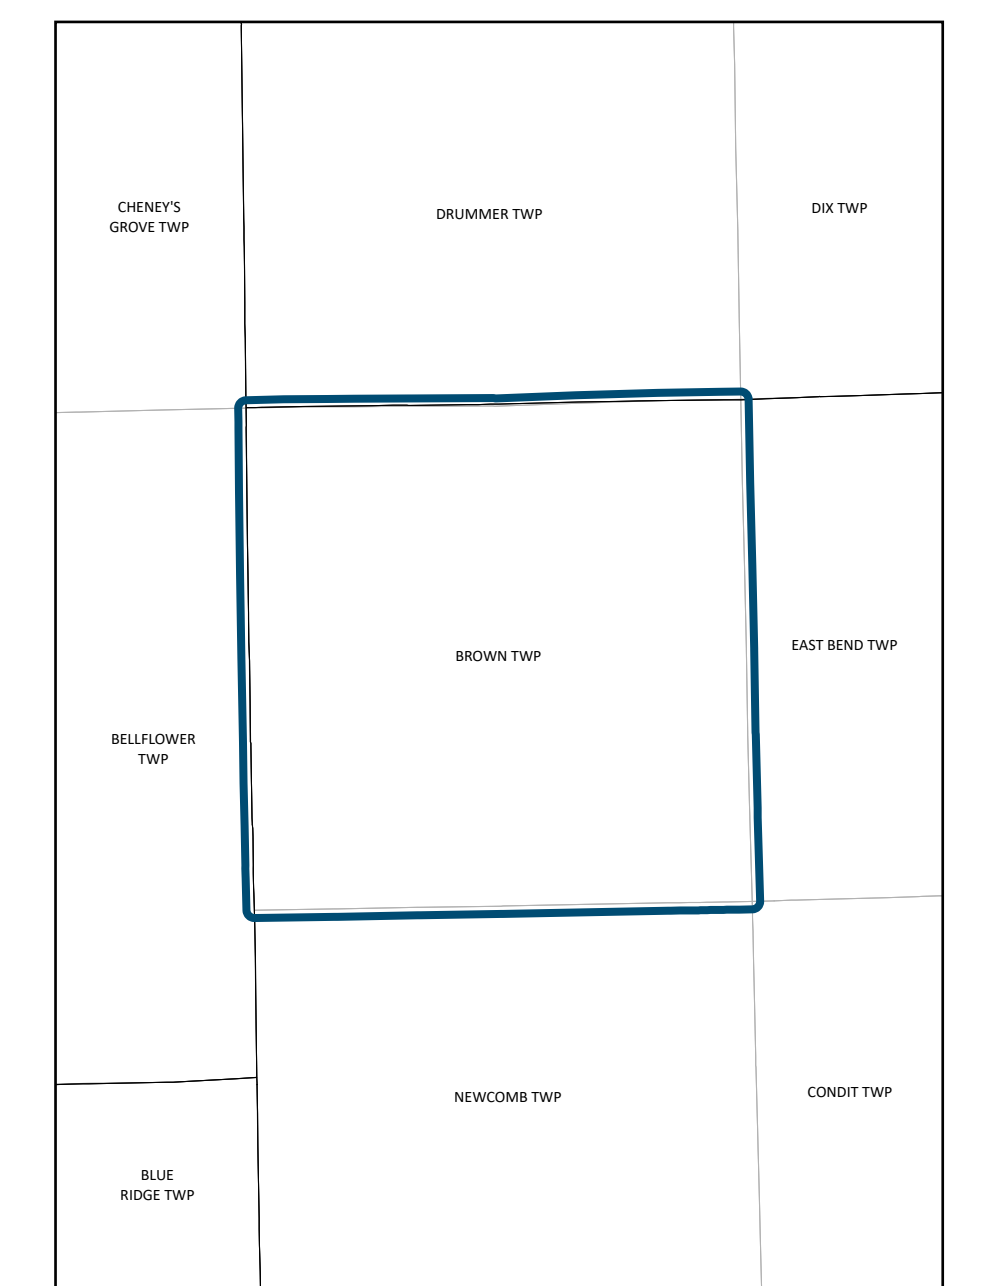 CHENEY'S
GROVE TWP
DRUMMER TWP
DIX TWP
BROWN TWP
EAST BEND TWP
BELLFLOWER
TWP
NEWCOMB TWP
CONDIT TWP
BLUE
RIDGE TWP